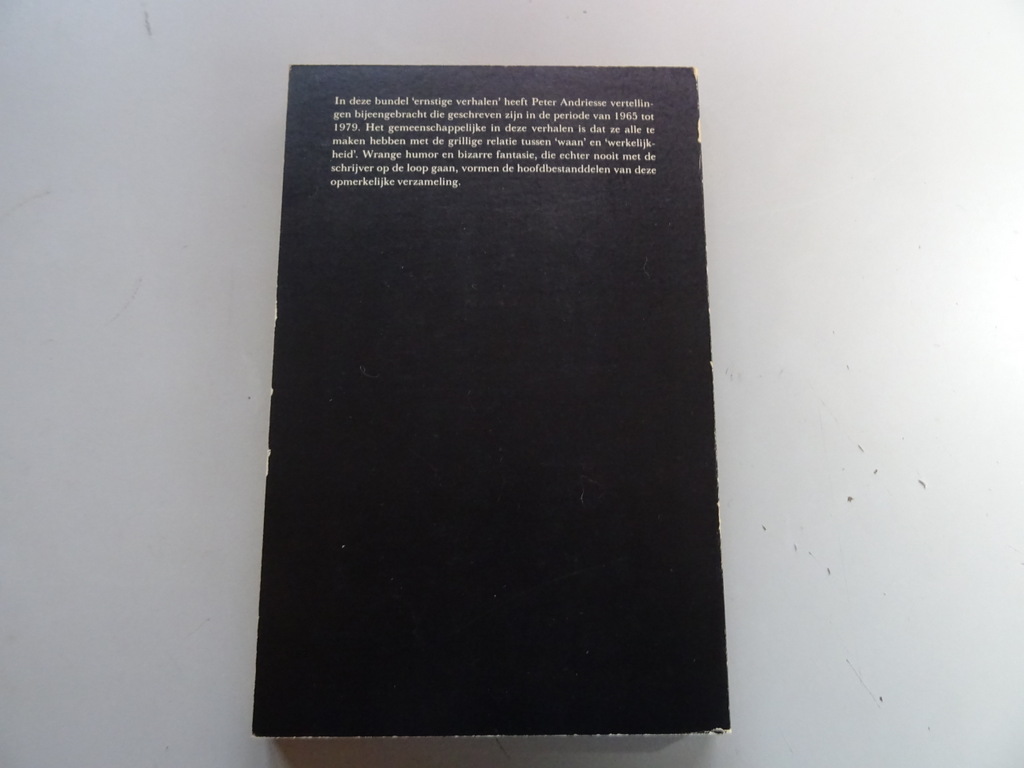 In deze bundel ‘ernstige verhalen’ heeft Peter Andriesse vertellin-
gen bijeengebracht die geschreven zijn in de periode van 1965 tot
1979. Het gemeenschappelijke in deze verhalen is dat ze alle te
maken hebben met de grillige relatie tussen ‘waan’ en ‘werkelijk-
heid’. Wrange humor en bizarre fantasie, die echter nooit met de
schrijver op de loop gaan, vormen de hoofdbestanddelen van deze
opmerkelijke verzameling.